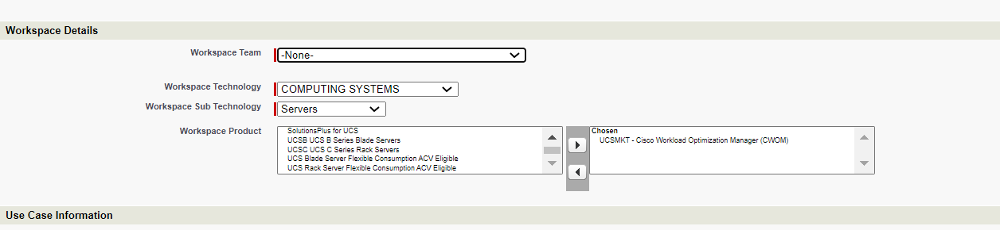 Workspace Details
Workspace Team -None-
Workspace Technology COMPUTING SYSTEMS
Workspace Sub Technology Servers
Workspace Product
SolutionsPlus for UCS
UCSB UCS B Series Blade Servers
UCSC UCS C Series Rack Servers
UCS Blade Server Flexible Consumption ACV Eligible
UCS Rack Server Flexible Consumption ACV Eligible
Chosen
UCSMKT - Cisco Workload Optimization Manager (CWOM)
Use Case Information